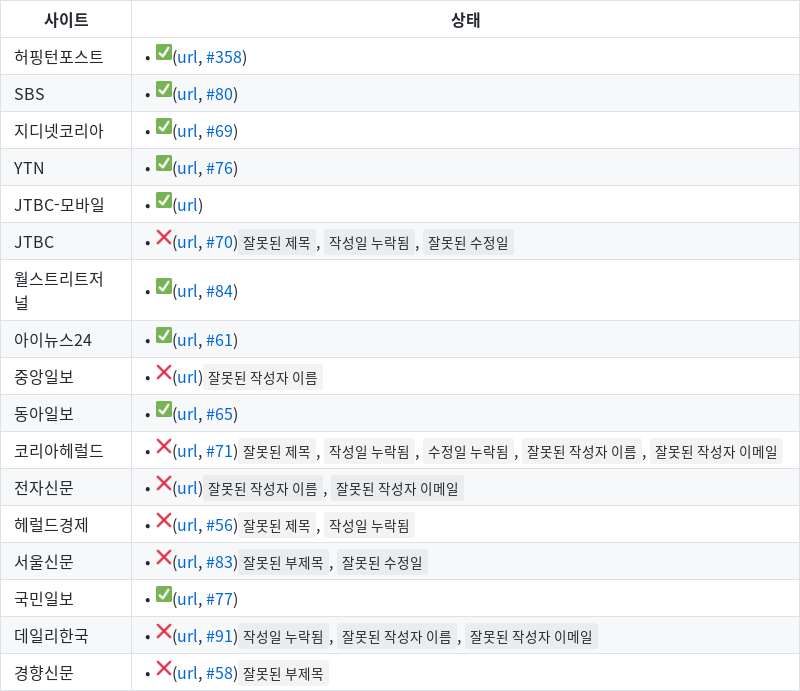 사이트 상태
허핑턴포스트 • ✅(url, #358)
SBS • ✅(url, #80)
지디넷코리아 • ✅(url, #69)
YTN • ✅(url, #76)
JTBC-모바일 • ✅(url)
JTBC • ❌(url, #70) 잘못된 제목 , 작성일 누락됨 , 잘못된 수정일
월스트리트저
널 • ✅(url, #84)
아이뉴스24 • ✅(url, #61)
중앙일보 • ❌(url) 잘못된 작성자 이름
동아일보 • ✅(url, #65)
코리아헤럴드 • ❌(url, #71) 잘못된 제목 , 작성일 누락됨 , 수정일 누락됨 , 잘못된 작성자 이름 , 잘못된 작성자 이메일
전자신문 • ❌(url) 잘못된 작성자 이름 , 잘못된 작성자 이메일
헤럴드경제 • ❌(url, #56) 잘못된 제목 , 작성일 누락됨
서울신문 • ❌(url, #83) 잘못된 부제목 , 잘못된 수정일
국민일보 • ✅(url, #77)
데일리한국 • ❌(url, #91) 작성일 누락됨 , 잘못된 작성자 이름 , 잘못된 작성자 이메일
경향신문 • ❌(url, #58) 잘못된 부제목